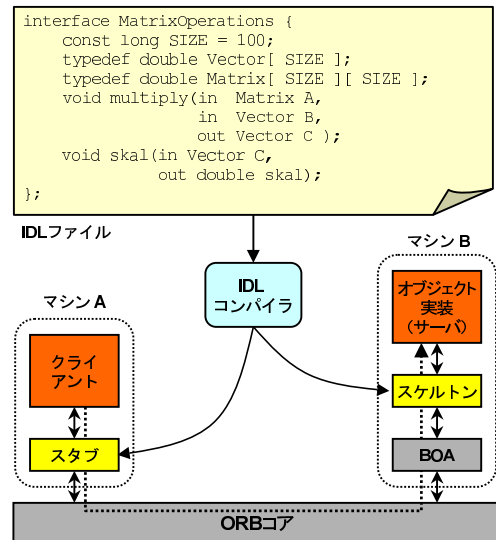 interface MatrixOperations {
    const long SIZE = 100;
    typedef double Vector[ SIZE ];
    typedef double Matrix[ SIZE ][ SIZE ];
    void multiply(in  Matrix A,
                  in  Vector B,
                  out Vector C );
    void skal(in Vector C,
              out double skal);
};
IDLファイル
マシン B
IDL
コンパイラ
オブジェクト
実装
(サーバ)
マシン A
クライ
アント
スケルトン
スタブ
BOA
ORBコア